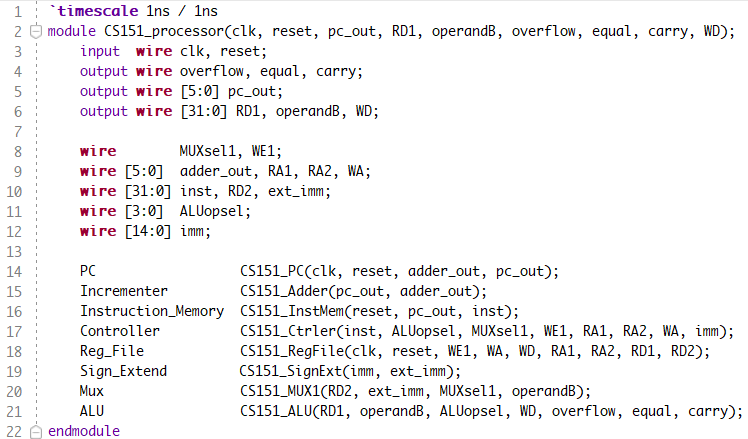 1 `timescale 1ns / 1ns
2 module CS151_processor(clk, reset, pc_out, RD1, operandB, overflow, equal, carry, WD);
3     input  wire clk, reset;
4     output wire overflow, equal, carry;
5     output wire [5:0] pc_out;
6     output wire [31:0] RD1, operandB, WD;
7
8     wire        MUXsel1, WE1;
9     wire [5:0]  adder_out, RA1, RA2, WA;
10     wire [31:0] inst, RD2, ext_imm;
11     wire [3:0]  ALUopsel;
12     wire [14:0] imm;
13
14     PC                  CS151_PC(clk, reset, adder_out, pc_out);
15     Incrementer         CS151_Adder(pc_out, adder_out);
16     Instruction_Memory  CS151_InstMem(reset, pc_out, inst);
17     Controller          CS151_Ctrler(inst, ALUopsel, MUXsel1, WE1, RA1, RA2, WA, imm);
18     Reg_File            CS151_RegFile(clk, reset, WE1, WA, WD, RA1, RA2, RD1, RD2);
19     Sign_Extend         CS151_SignExt(imm, ext_imm);
20     Mux                 CS151_MUX1(RD2, ext_imm, MUXsel1, operandB);
21     ALU                 CS151_ALU(RD1, operandB, ALUopsel, WD, overflow, equal, carry);
22 endmodule